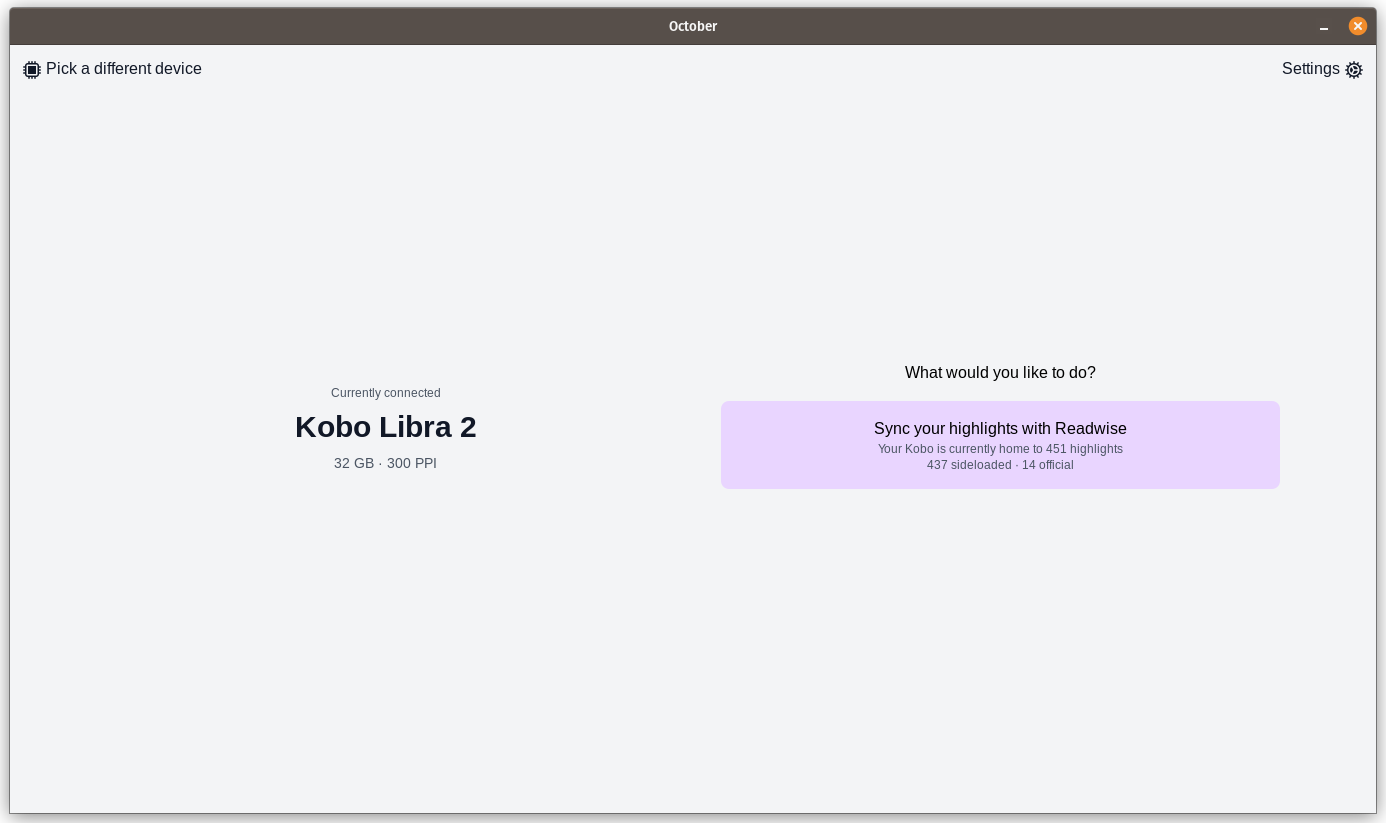 October
Pick a different device
Settings
Currently connected
Kobo Libra 2
32 GB · 300 PPI
What would you like to do?
Sync your highlights with Readwise
Your Kobo is currently home to 451 highlights
437 sideloaded · 14 official